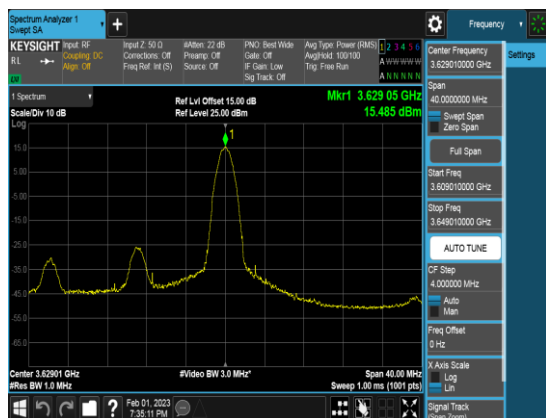 Spectrum Analyzer 1
Swept SA
+
Frequency
KEYSIGHT
Input: RF
Input Z: 50 Ω
#Atten: 22 dB
PNO: Best Wide
Avg Type: Power (RMS)
1 2 3 4 5 6
RL
Coupling: DC
Corrections: Off
Preamp: Off
Gate: Off
Avg|Hold: 100/100
A W W W W W
Align: Off
Freq Ref: Int (S)
Source: Off
IF Gain: Low
Trig: Free Run
Sig Track: Off
A N N N N N
1 Spectrum
Ref Lvl Offset 15.00 dB
Mkr1 3.629 05 GHz
Scale/Div 10 dB
Ref Level 25.00 dBm
15.485 dBm
Log
1
15.0
5.00
-5.00
-15.0
-25.0
-35.0
-45.0
-55.0
-65.0
Center 3.62901 GHz
#Video BW 3.0 MHz*
Span 40.00 MHz
#Res BW 1.0 MHz
Sweep 1.00 ms (1001 pts)
Center Frequency
3.629010000 GHz
Span
40.0000000 MHz
Swept Span
Zero Span
Full Span
Start Freq
3.609010000 GHz
Stop Freq
3.649010000 GHz
AUTO TUNE
CF Step
4.000000 MHz
Auto
Man
Freq Offset
0 Hz
X Axis Scale
Log
Lin
Signal Track
(Span Zoom)
Settings
?
Feb 01, 2023
7:35:11 PM